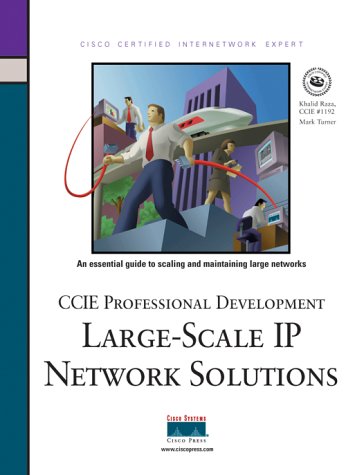 CISCO CERTIFIED INTERNETWORK EXPERT
Khalid Raza,
CCIE #1192
Mark Turner
An essential guide to scaling and maintaining large networks
CCIE PROFESSIONAL DEVELOPMENT
LARGE-SCALE IP
NETWORK SOLUTIONS
CISCO SYSTEMS
CISCO PRESS
www.ciscopress.com